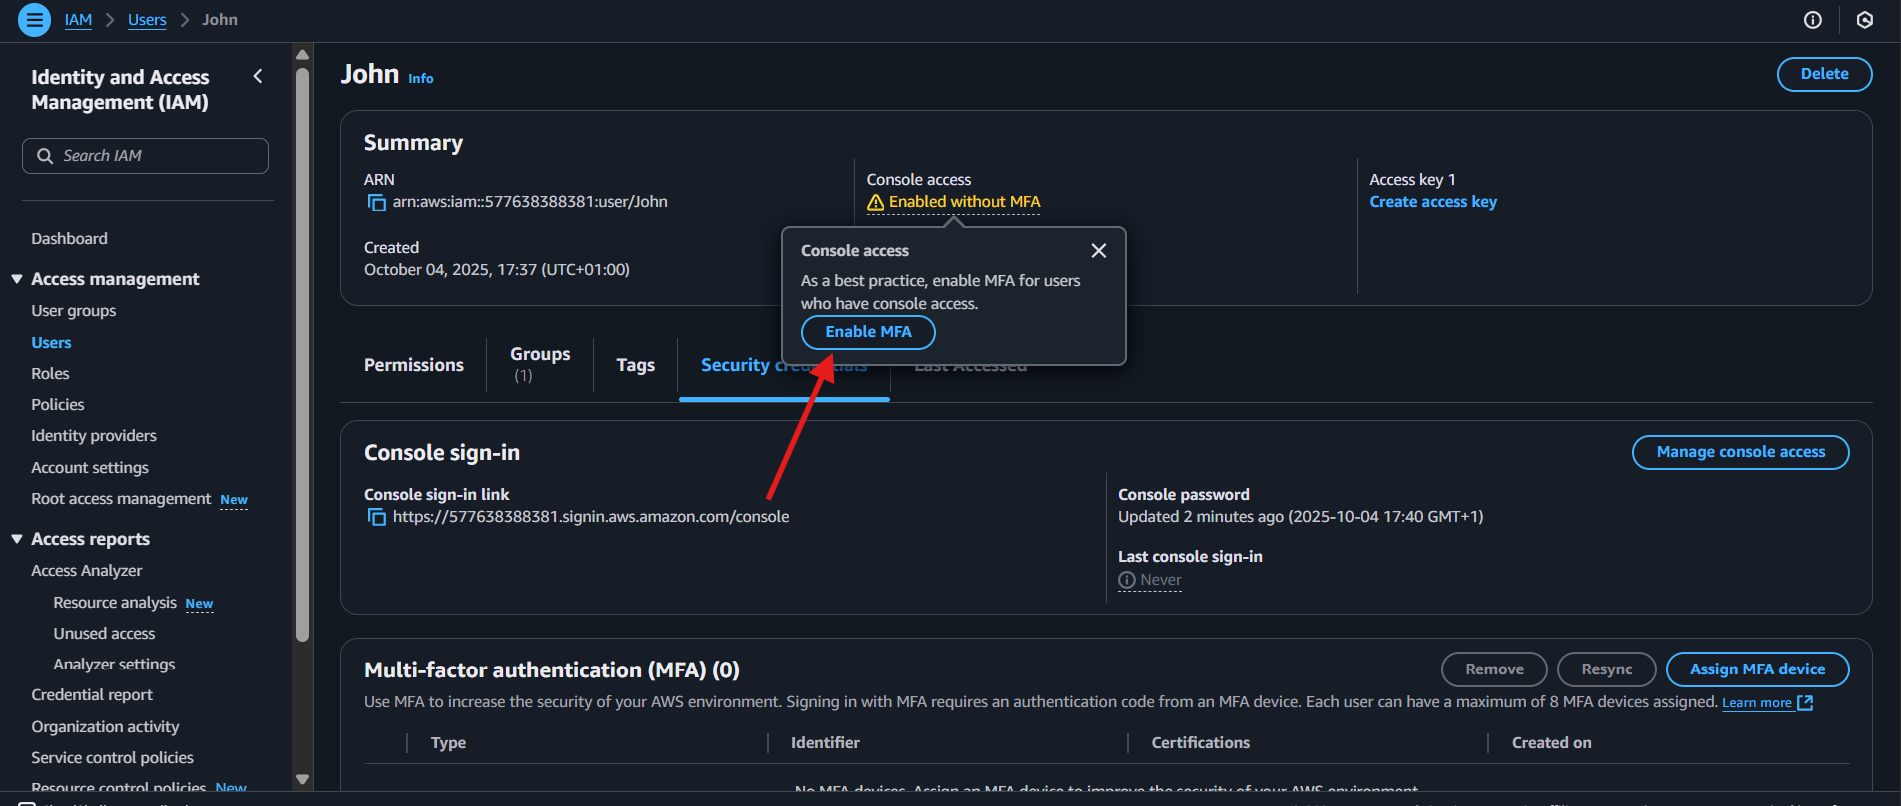 IAM > Users > John
Identity and Access
Management (IAM)
Search IAM
Dashboard
Access management
User groups
Users
Roles
Policies
Identity providers
Account settings
Root access management New
Access reports
Access Analyzer
Resource analysis New
Unused access
Analyzer settings
Credential report
Organization activity
Service control policies
Resource control policies New
John Info
Delete
Summary
ARN
arn:aws:iam::577638388381:user/John
Created
October 04, 2025, 17:37 (UTC+01:00)
Console access
Enabled without MFA
Access key 1
Create access key
Console access
As a best practice, enable MFA for users
who have console access.
Enable MFA
Permissions
Groups
(1)
Tags
Security credentials
Last Accessed
Console sign-in
Manage console access
Console sign-in link
https://577638388381.signin.aws.amazon.com/console
Console password
Updated 2 minutes ago (2025-10-04 17:40 GMT+1)
Last console sign-in
Never
Multi-factor authentication (MFA) (0)
Remove
Resync
Assign MFA device
Use MFA to increase the security of your AWS environment. Signing in with MFA requires an authentication code from an MFA device. Each user can have a maximum of 8 MFA devices assigned. Learn more
Type
Identifier
Certifications
Created on
No MFA devices. Assign an MFA device to improve the security of your AWS environment